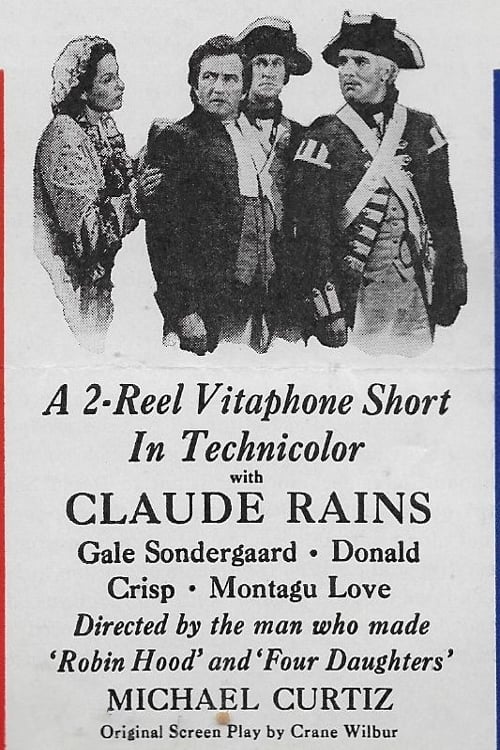 A 2-Reel Vitaphone Short
In Technicolor
with
CLAUDE RAINS
Gale Sondergaard • Donald
Crisp • Montagu Love
Directed by the man who made
‘Robin Hood’ and ‘Four Daughters’
MICHAEL CURTIZ
Original Screen Play by Crane Wilbur